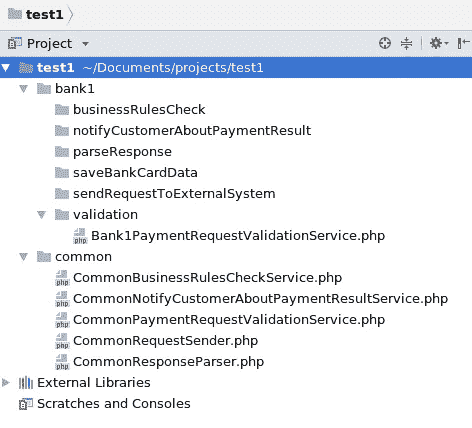 test1
Project
test1 ~/Documents/projects/test1
bank1
businessRulesCheck
notifyCustomerAboutPaymentResult
parseResponse
saveBankCardData
sendRequestToExternalSystem
validation
php Bank1PaymentRequestValidationService.php
common
php CommonBusinessRulesCheckService.php
php CommonNotifyCustomerAboutPaymentResultService.php
php CommonPaymentRequestValidationService.php
php CommonRequestSender.php
php CommonResponseParser.php
External Libraries
Scratches and Consoles